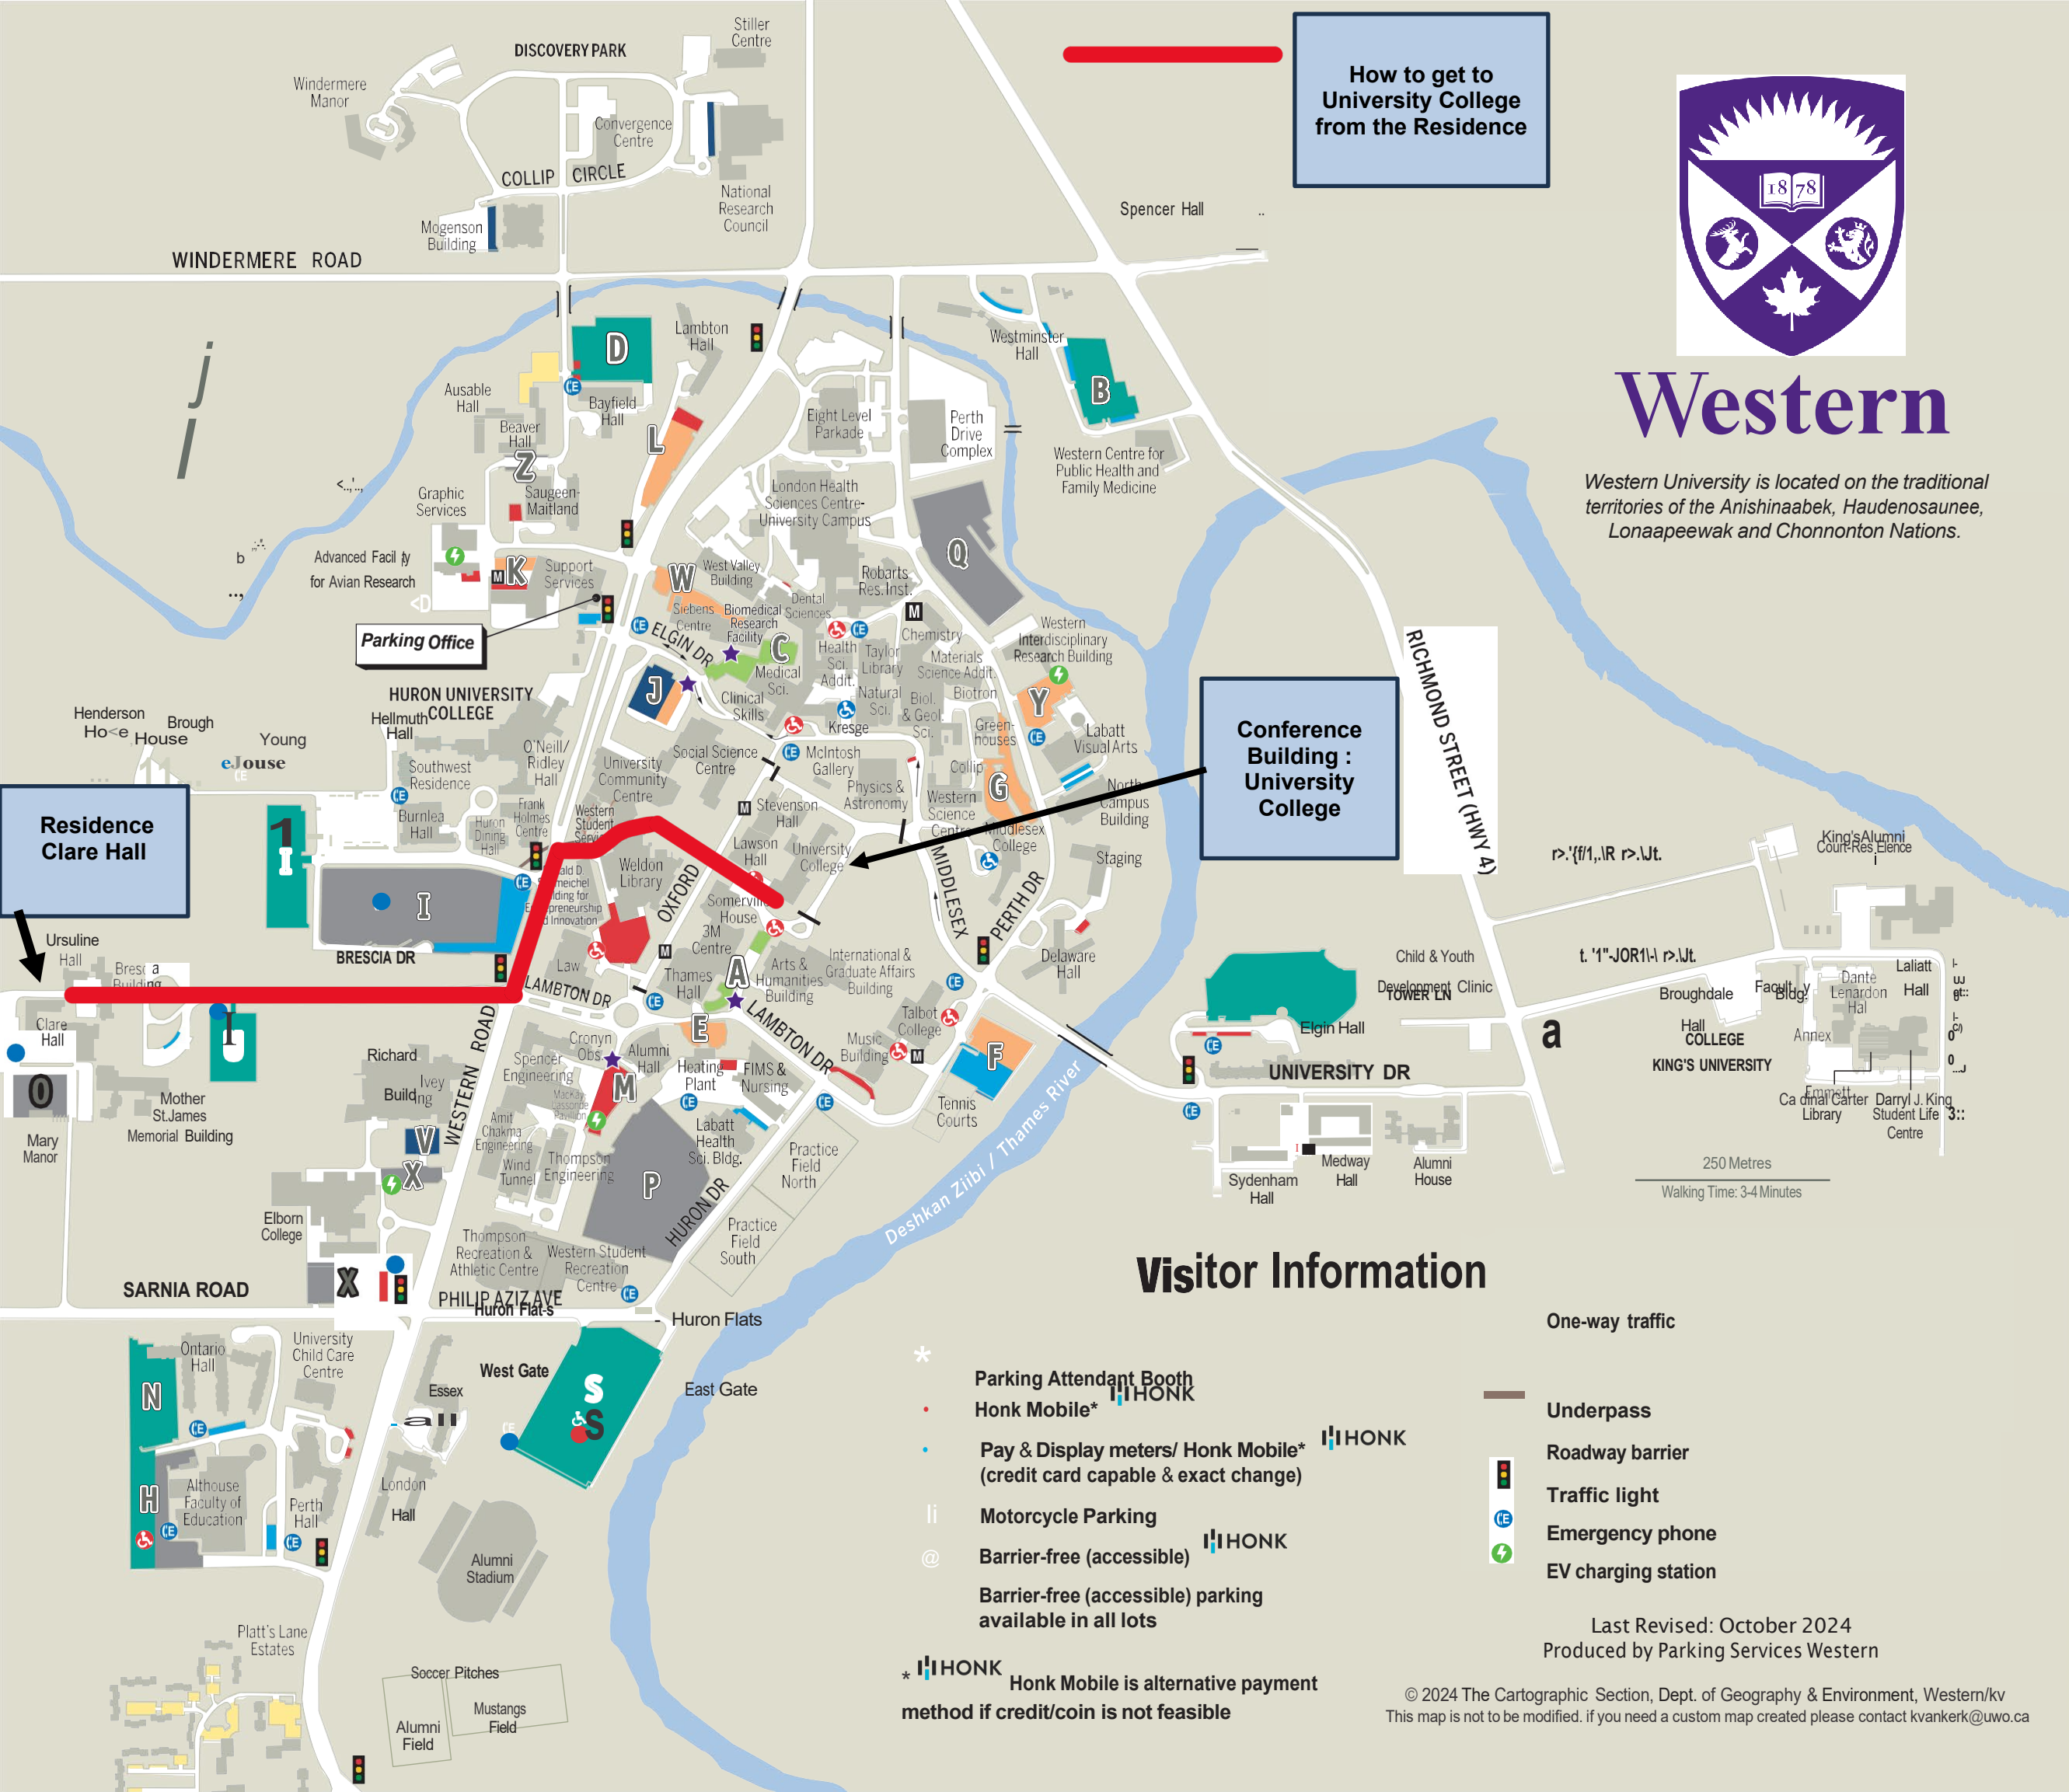 Stiller
Centre
DISCOVERY PARK
Windermere
Manor
Convergence
Centre
COLLIP CIRCLE
National
Research
Council
Mogenson
Building
WINDERMERE ROAD
How to get to
University College
from the Residence
Spencer Hall
1878
Western
Western University is located on the traditional
territories of the Anishinaabek, Haudenosaunee,
Lonaapeewak and Chonnonton Nations.
D
Lambton
Hall
Westminster
Hall
B
Ausable
Hall
Bayfield
Hall
Beaver
Hall
Z
L
Eight Level
Parkade
Perth
Drive
Complex
Western Centre for
Public Health and
Family Medicine
Graphic
Services
Saugeen-
Maitland
London Health
Sciences Centre-
University Campus
Q
Advanced Facility
for Avian Research
M
K
Support
Services
W
West Valley
Building
Robarts
Res. Inst.
Siebens
Centre
Biomedical
Research
Facility
Dental
Sciences
M
Parking Office
ELGIN DR
C
Medical
Sci.
Health
Sci.
Addit.
Taylor
Library
Chemistry
Materials
Science Addit.
Western
Interdisciplinary
Research Building
RICHMOND STREET (HWY 4)
J
Clinical
Skills
Natural
Sci.
Biol.
& Geol.
Sci.
Biotron
Y
Kresge
Green-
houses
Labatt
Visual Arts
HURON UNIVERSITY
COLLEGE
Hellmuth
Hall
Henderson
Brough
House
Young
O'Neill/
Ridley
Hall
Southwest
Residence
University
Community
Centre
Social Science
Centre
McIntosh
Gallery
Physics &
Astronomy
Collip
G
North
Campus
Building
Conference
Building :
University
College
Residence
Clare Hall
I
Burnlea
Hall
Huron
Dining
Hall
Frank
Holmes
Centre
Western
Student
M
Stevenson
Hall
Western
Science
Centre
Middlesex
College
Lawson
Hall
University
College
Weldon
Library
Staging
I
OXFORD
MIDDLESEX
PERTH DR
Somerville
House
3M
Centre
King's Alumni
Ursuline
Hall
BRESCIA DR
Law
M
Thames
Hall
A
Arts &
Humanities
Building
International &
Graduate Affairs
Building
Delaware
Hall
Child & Youth
Development Clinic
TOWER LN
LAMBTON DR
LAMBTON DR
Clare
Hall
O
E
Talbot
College
Music
Building
M
F
Elgin Hall
UNIVERSITY DR
Broughdale
Hall
Dante
Lenardon
Hall
Annex
KING'S UNIVERSITY
COLLEGE
Library
Darryl J. King
Student Life
Centre
WESTERN ROAD
Richard
Ivey
Building
Cronyn
Obs.
Spencer
Engineering
Alumni
Hall
M
Heating
Plant
FIMS &
Nursing
Mother
St.James
Memorial Building
Mary
Manor
V
X
Amit
Chakma
Engineering
Wind
Tunnel
Thompson
Engineering
P
Labatt
Health
Sci. Bldg.
Practice
Field
North
Tennis
Courts
Deshkan Ziibi / Thames River
Sydenham
Hall
Medway
Hall
Alumni
House
250 Metres
Walking Time: 3-4 Minutes
Elborn
College
HURON DR
Practice
Field
South
Thompson
Recreation &
Athletic Centre
Western Student
Recreation
Centre
SARNIA ROAD
X
PHILIP AZIZ AVE
Huron Flat-s
Huron Flats
Ontario
Hall
University
Child Care
Centre
N
Essex
West Gate
S
S
East Gate
H
Althouse
Faculty of
Education
Perth
Hall
London
Hall
Alumni
Stadium
Platt's Lane
Estates
Soccer Pitches
Mustangs
Field
Alumni
Field
Visitor Information
Parking Attendant Booth
HONK
Honk Mobile*
Pay & Display meters/ Honk Mobile*
HONK
(credit card capable & exact change)
Motorcycle Parking
Barrier-free (accessible)
HONK
Barrier-free (accessible) parking
available in all lots
* HONK Honk Mobile is alternative payment
method if credit/coin is not feasible
One-way traffic
Underpass
Roadway barrier
Traffic light
Emergency phone
EV charging station
Last Revised: October 2024
Produced by Parking Services Western
© 2024 The Cartographic Section, Dept. of Geography & Environment, Western/kv
This map is not to be modified. if you need a custom map created please contact kvankerk@uwo.ca